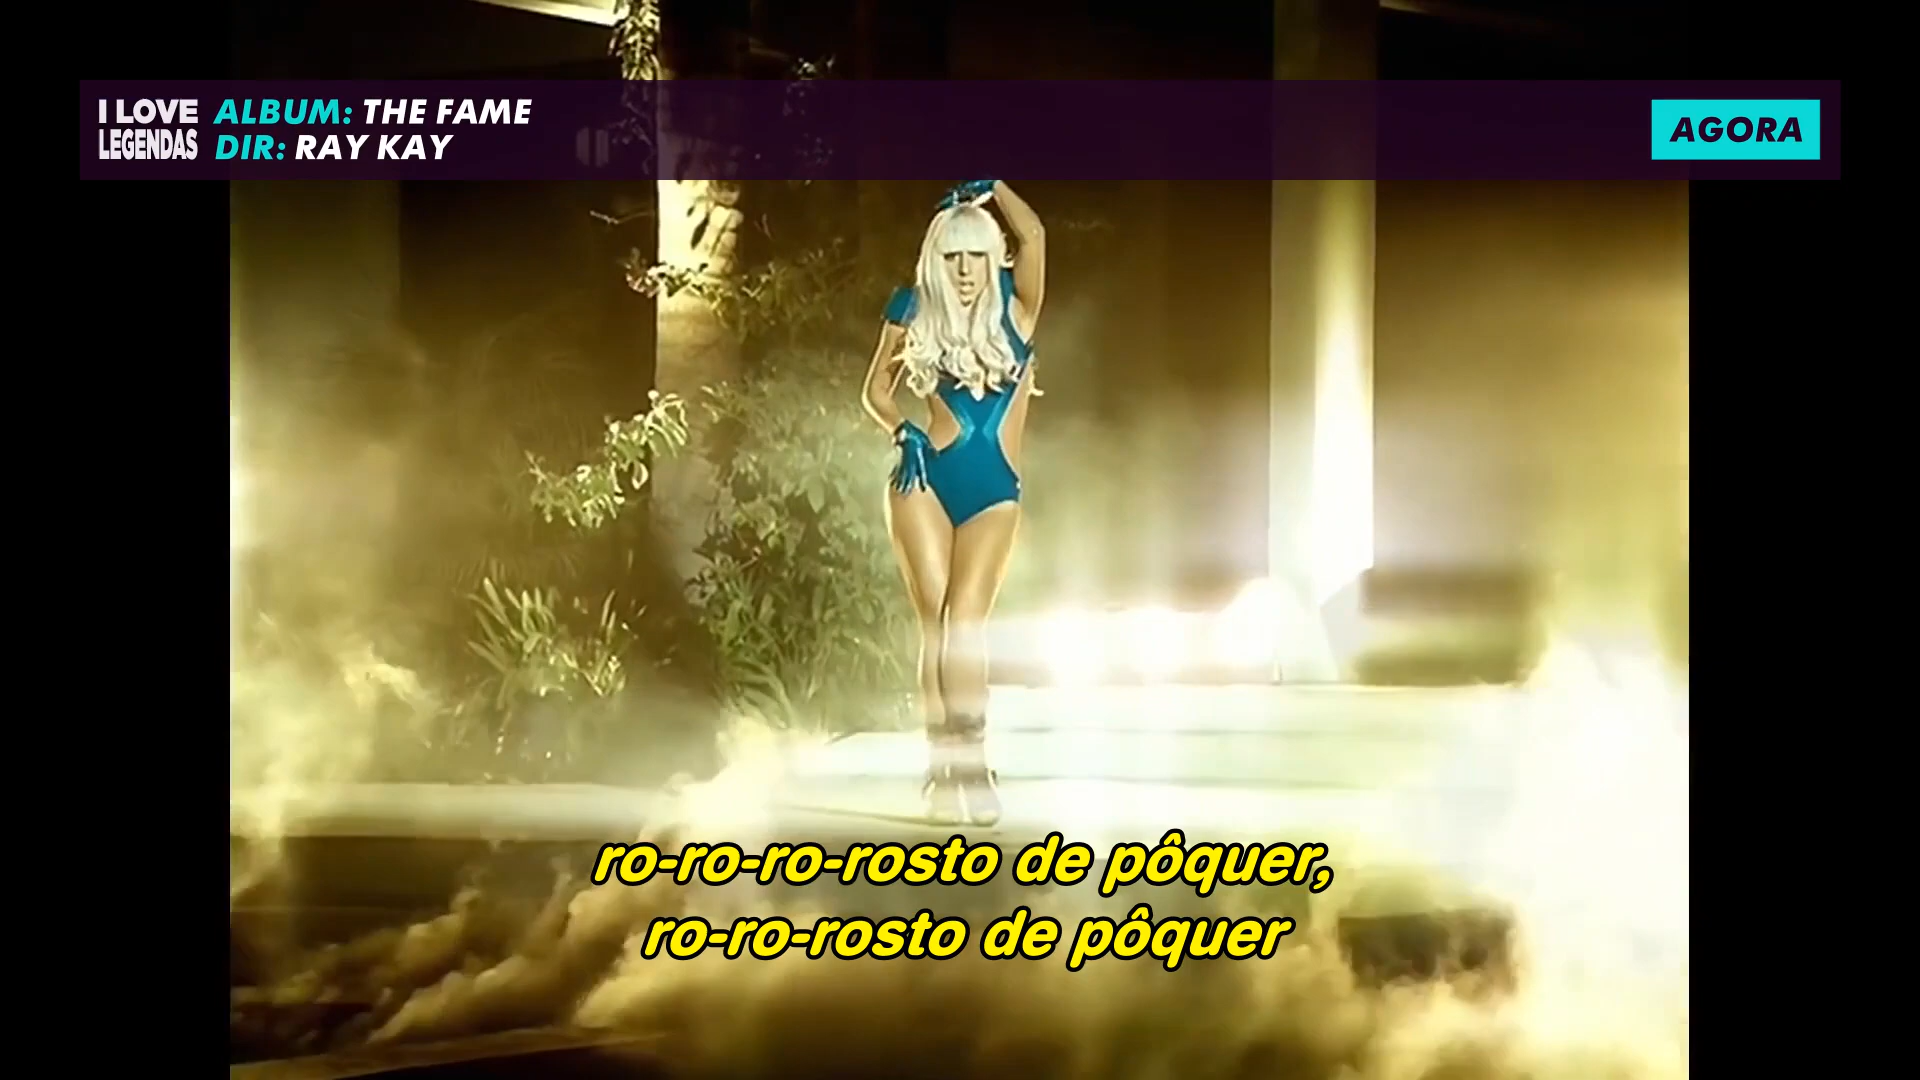 I LOVE
LEGENDAS
ALBUM: THE FAME
DIR: RAY KAY
AGORA
ro-ro-ro-rosto de pôquer,
ro-ro-rosto de pôquer